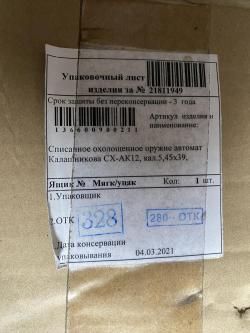 Упаковочный лист
изделия за № 21811949
Срок защиты без переконсервации - 3 года
Артикул изделия и
наименование:
136600900211
Списанное охолощенное оружие автомат
Калашникова СХ-АК12, кал.5,45х39,
Ящик № Мягк/упак Кол: 1 шт.
1.Упаковщик
2.ОТК 328 280-ОТК
Дата консервации
упаковывания 04.03.2021